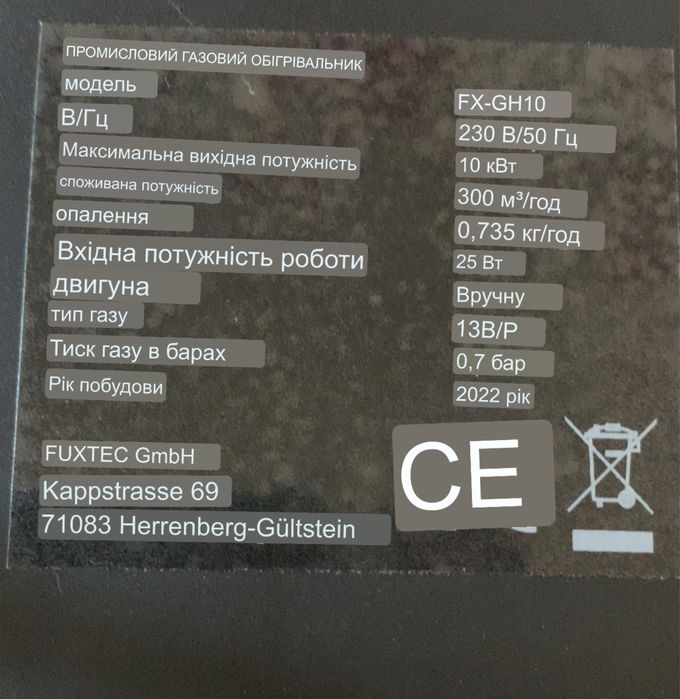 ПРОМИСЛОВИЙ ГАЗОВИЙ ОБІГРІВАЛЬНИК
модель
FX-GH10
В/Гц
230 В/50 Гц
Максимальна вихідна потужність
10 кВт
споживана потужність
300 м³/год
опалення
0,735 кг/год
Вхідна потужність роботи
25 Вт
двигуна
Вручну
тип газу
13B/P
Тиск газу в барах
0,7 бар
Рік побудови
2022 рік
FUXTEC GmbH
Kappstrasse 69
71083 Herrenberg-Gültstein
CE